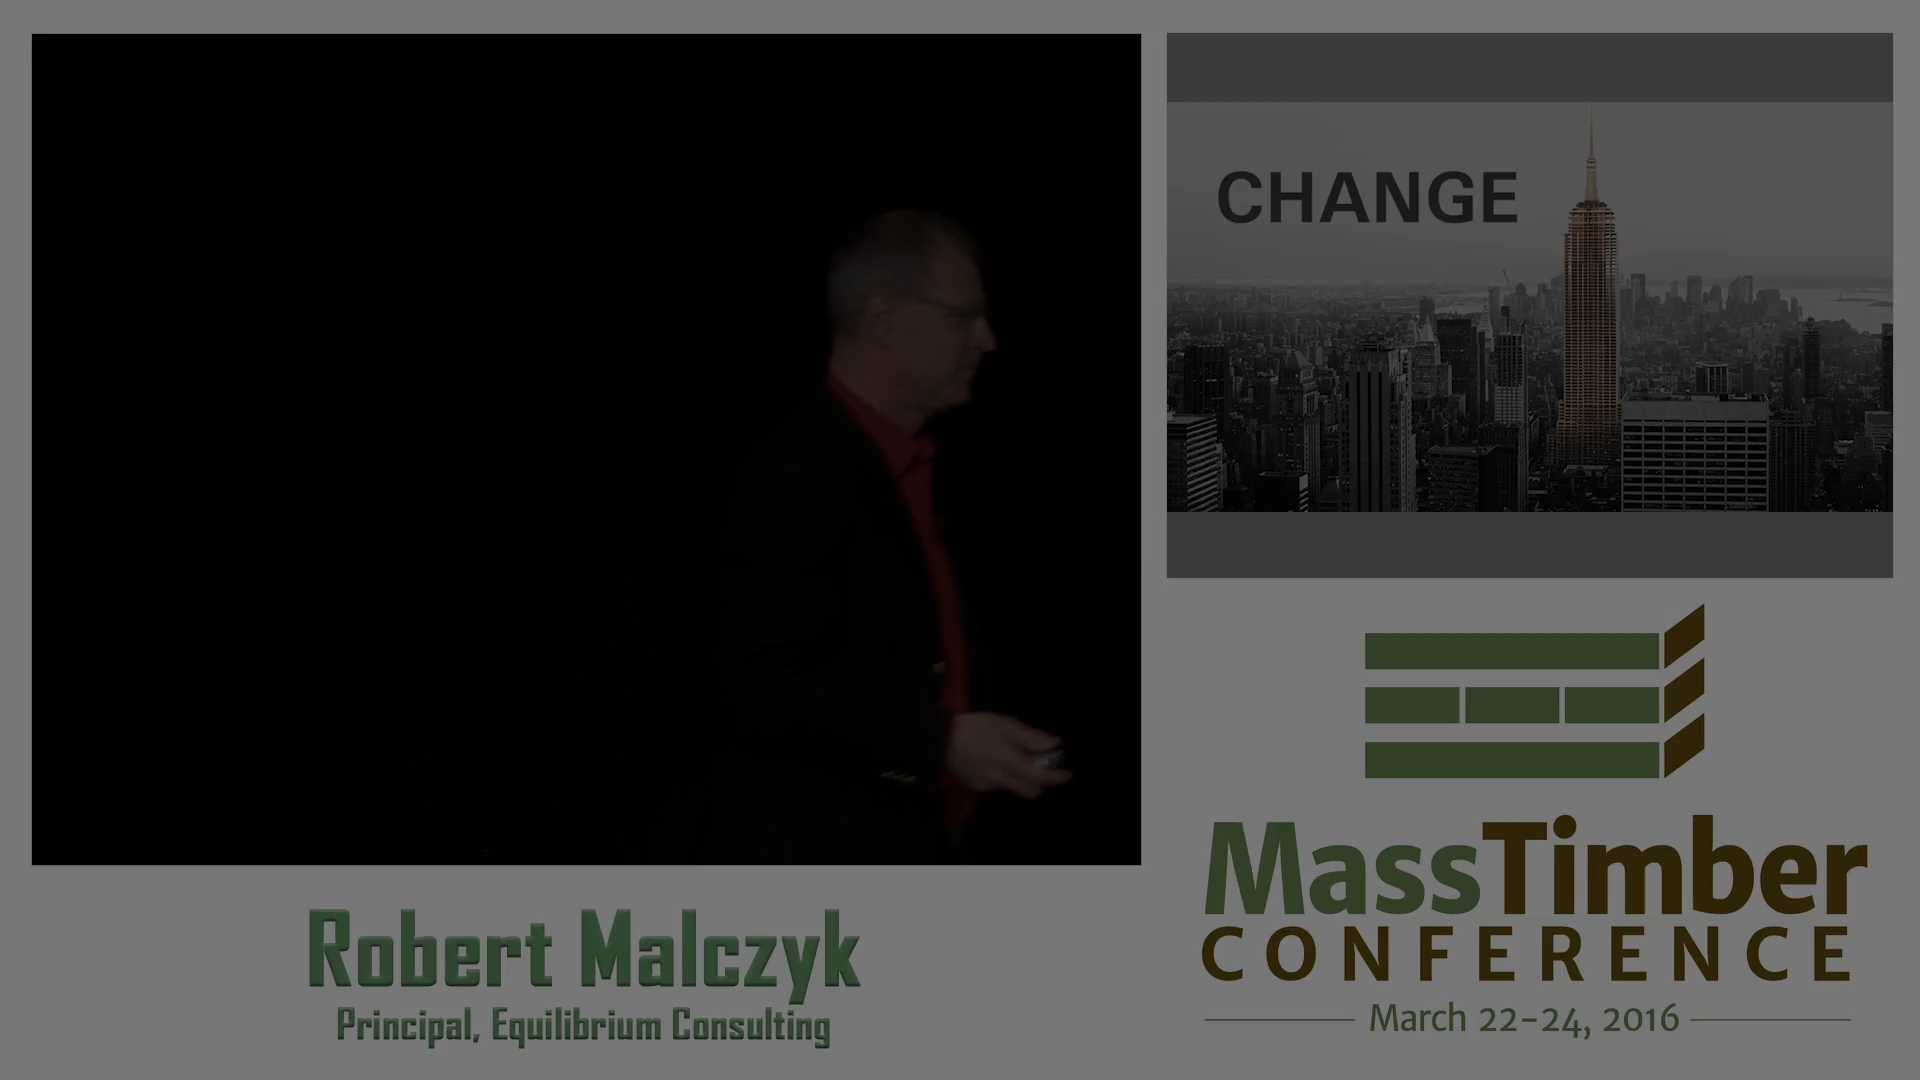 CHANGE
Robert Malczyk
Principal, Equilibrium Consulting
MassTimber
CONFERENCE
March 22-24, 2016